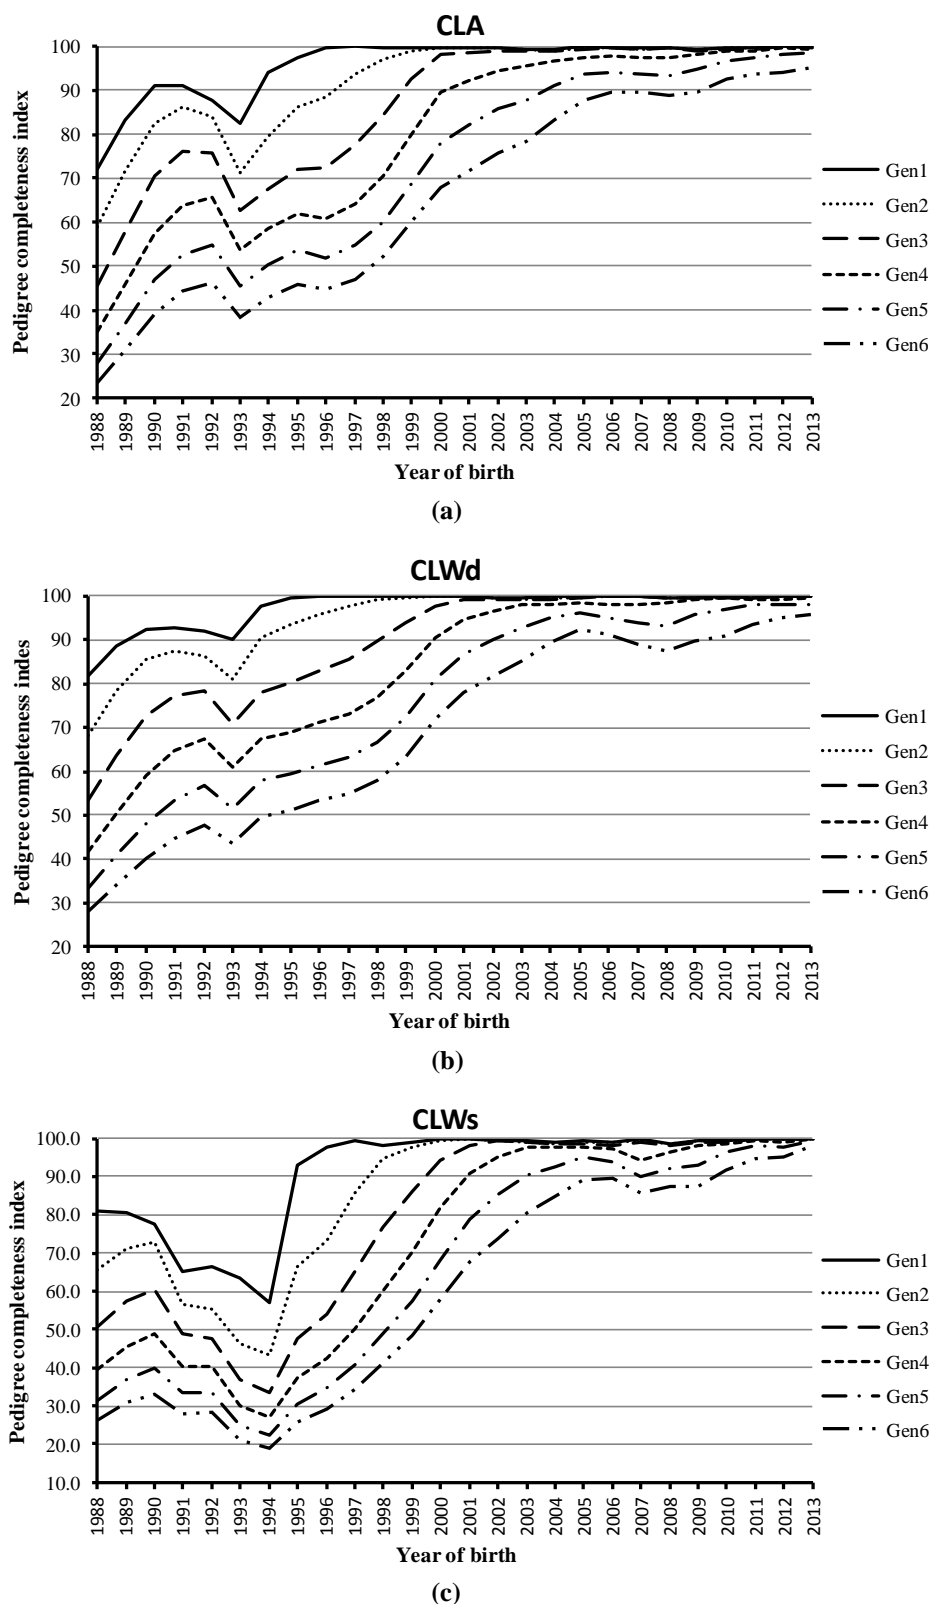 CLA
Pedigree completeness index
100
90
80
70
60
50
40
30
20
1988 1989 1990 1991 1992 1993 1994 1995 1996 1997 1998 1999 2000 2001 2002 2003 2004 2005 2006 2007 2008 2009 2010 2011 2012 2013
Year of birth
Gen1
Gen2
Gen3
Gen4
Gen5
Gen6
(a)
CLWd
Pedigree completeness indes
100
90
80
70
60
50
40
30
20
1988 1989 1990 1991 1992 1993 1994 1995 1996 1997 1998 1999 2000 2001 2002 2003 2004 2005 2006 2007 2008 2009 2010 2011 2012 2013
Year of birth
Gen1
Gen2
Gen3
Gen4
Gen5
Gen6
(b)
CLWs
Pedigree completeness index
100.0
90.0
80.0
70.0
60.0
50.0
40.0
30.0
20.0
10.0
1988 1989 1990 1991 1992 1993 1994 1995 1996 1997 1998 1999 2000 2001 2002 2003 2004 2005 2006 2007 2008 2009 2010 2011 2012 2013
Year of birth
Gen1
Gen2
Gen3
Gen4
Gen5
Gen6
(c)